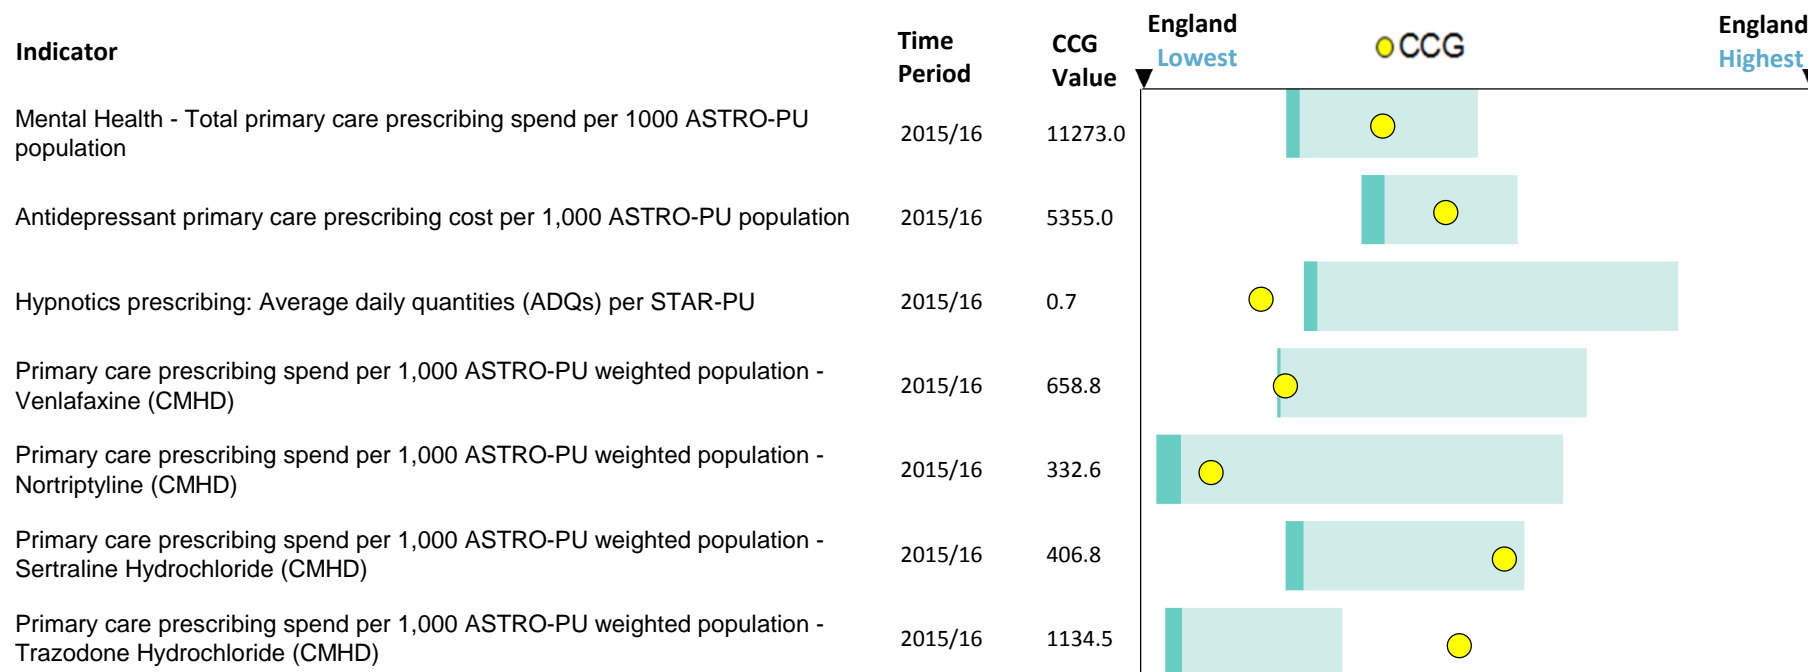 Indicator
Time Period
CCG Value
England Lowest
CCG
England Highest
Mental Health - Total primary care prescribing spend per 1000 ASTRO-PU
population
2015/16
11273.0
Antidepressant primary care prescribing cost per 1,000 ASTRO-PU population
2015/16
5355.0
Hypnotics prescribing: Average daily quantities (ADQs) per STAR-PU
2015/16
0.7
Primary care prescribing spend per 1,000 ASTRO-PU weighted population -
Venlafaxine (CMHD)
2015/16
658.8
Primary care prescribing spend per 1,000 ASTRO-PU weighted population -
Nortriptyline (CMHD)
2015/16
332.6
Primary care prescribing spend per 1,000 ASTRO-PU weighted population -
Sertraline Hydrochloride (CMHD)
2015/16
406.8
Primary care prescribing spend per 1,000 ASTRO-PU weighted population -
Trazodone Hydrochloride (CMHD)
2015/16
1134.5